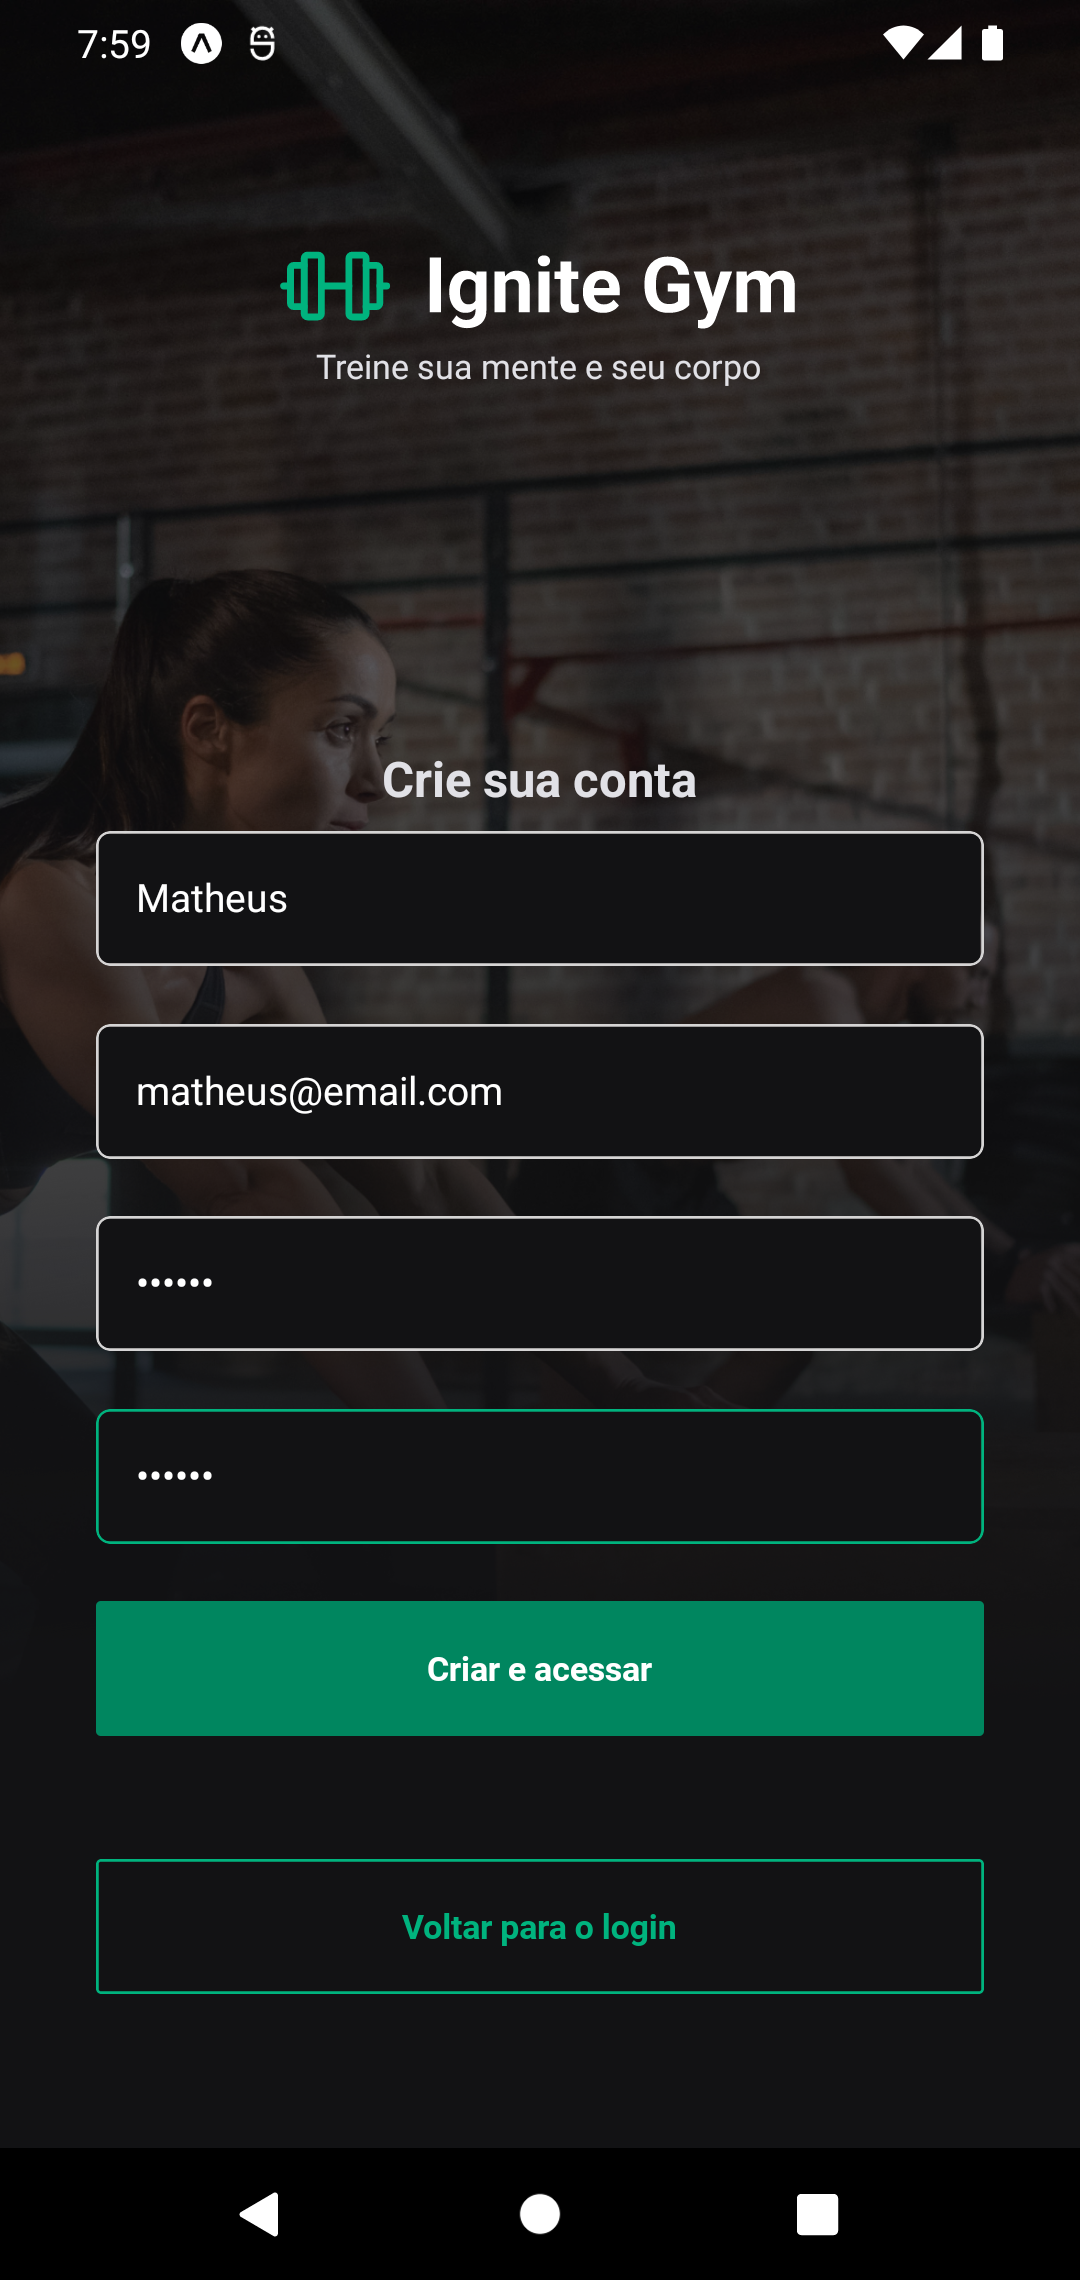 7:59
Ignite Gym
Treine sua mente e seu corpo
Crie sua conta
Matheus
matheus@email.com
••••••
••••••
Criar e acessar
Voltar para o login